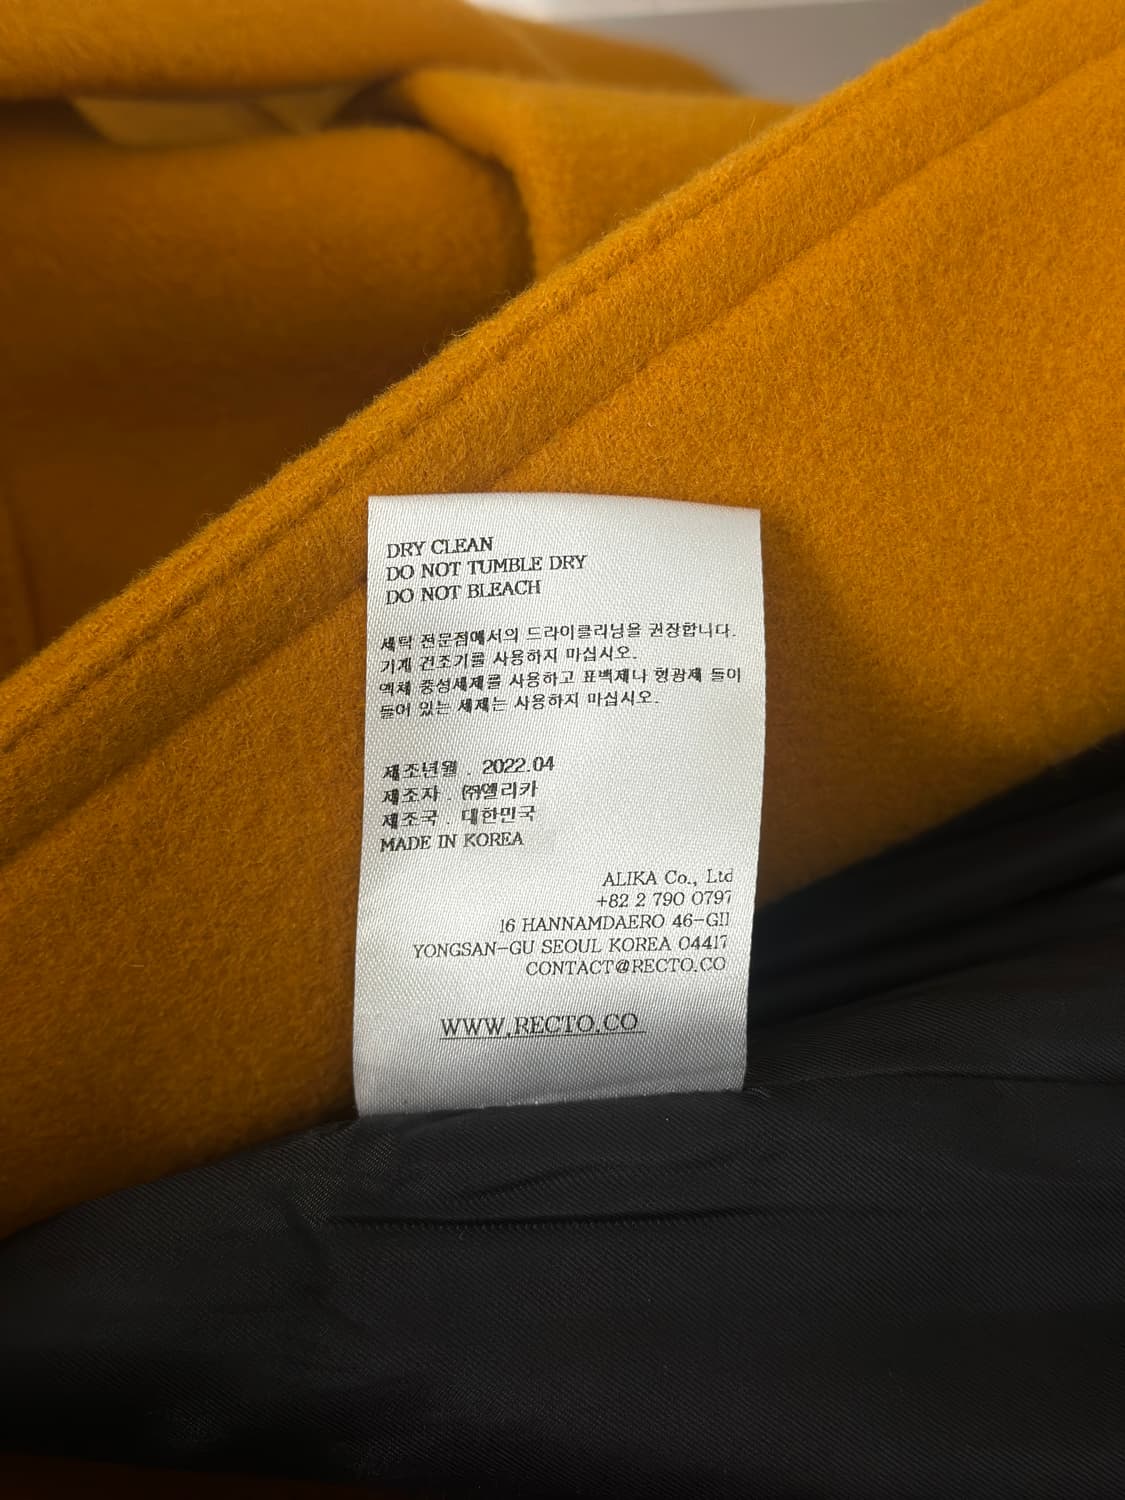 DRY CLEAN
DO NOT TUMBLE DRY
DO NOT BLEACH
세탁 전문점에서의 드라이클리닝을 권장합니다.
기계 건조기를 사용하지 마십시오.
액체 중성세제를 사용하고 표백제나 형광제 들이
들어 있는 세제는 사용하지 마십시오.
제조년월 . 2022.04
제조자 . (주)엘리카
제조국 . 대한민국
MADE IN KOREA
ALIKA Co., Ltd
+82 2 790 0797
16 HANNAMDAERO 46-GIl
YONGSAN-GU SEOUL KOREA 04417
CONTACT@RECTO.CO
WWW.RECTO.CO